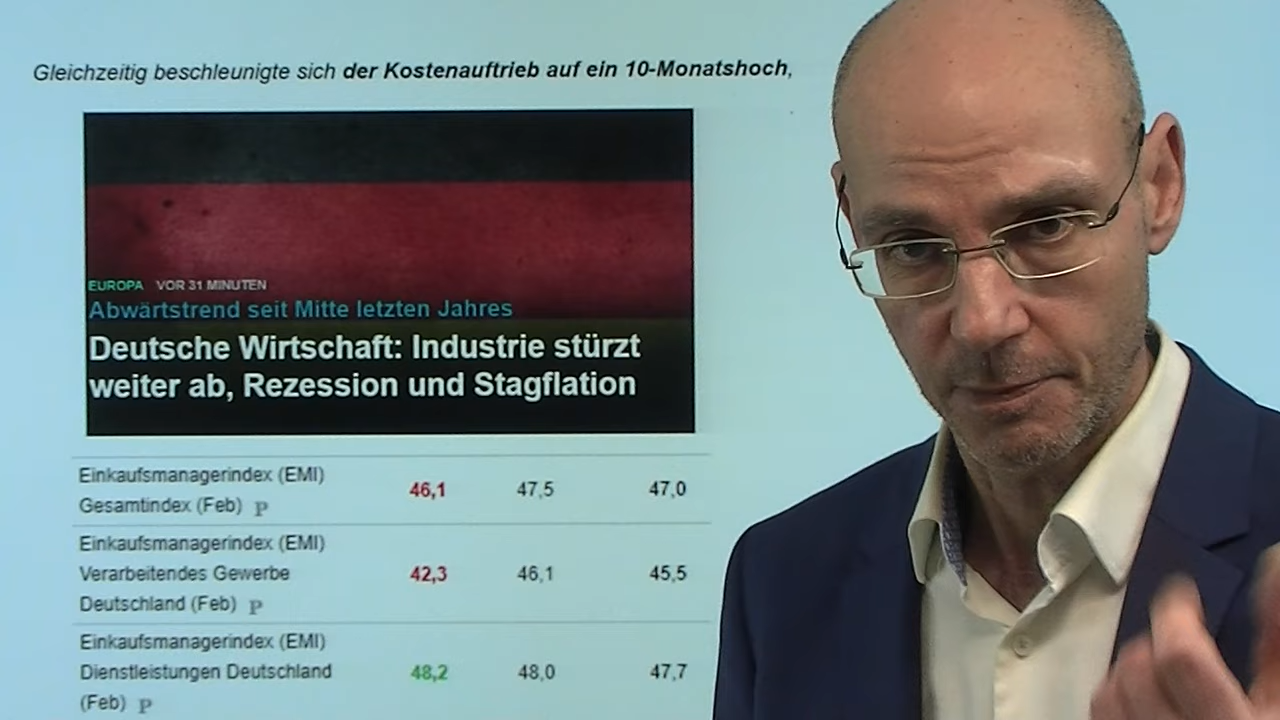 Gleichzeitig beschleunigte sich der Kostenauftrieb auf ein 10-Monatshoch,
EUROPA VOR 31 MINUTEN
Abwärtstrend seit Mitte letzten Jahres
Deutsche Wirtschaft: Industrie stürzt
weiter ab, Rezession und Stagflation
Einkaufsmanagerindex (EMI)
Gesamtindex (Feb) P 46,1 47,5 47,0
Einkaufsmanagerindex (EMI)
Verarbeitendes Gewerbe 42,3 46,1 45,5
Deutschland (Feb) P
Einkaufsmanagerindex (EMI)
Dienstleistungen Deutschland 48,2 48,0 47,7
(Feb) P